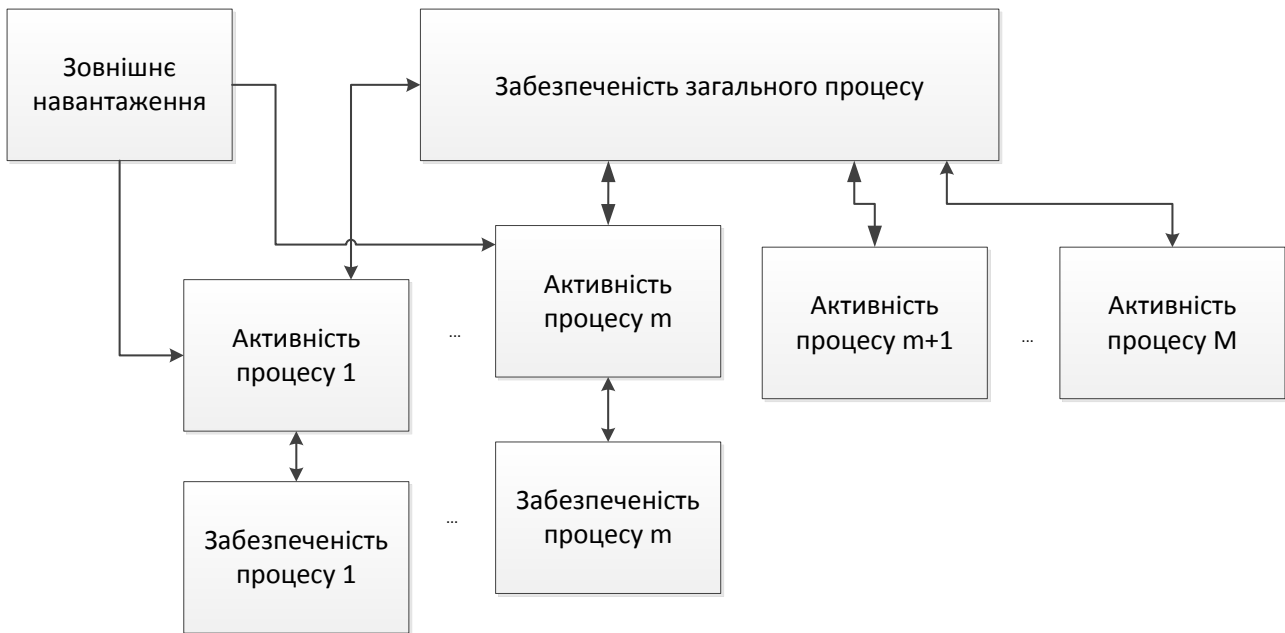 Зовнішнє
навантаження
Забезпеченість загального процесу
Активність
процесу 1
...
Активність
процесу m
Активність
процесу m+1
...
Активність
процесу M
Забезпеченість
процесу 1
...
Забезпеченість
процесу m